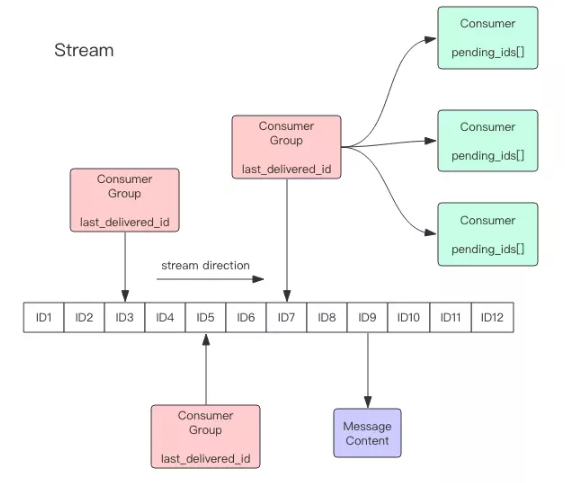 Stream
Consumer
pending_ids[]
Consumer
pending_ids[]
Consumer
pending_ids[]
Consumer
Group
last_delivered_id
Consumer
Group
last_delivered_id
stream direction
ID1 ID2 ID3 ID4 ID5 ID6 ID7 ID8 ID9 ID10 ID11 ID12
Consumer
Group
last_delivered_id
Message
Content